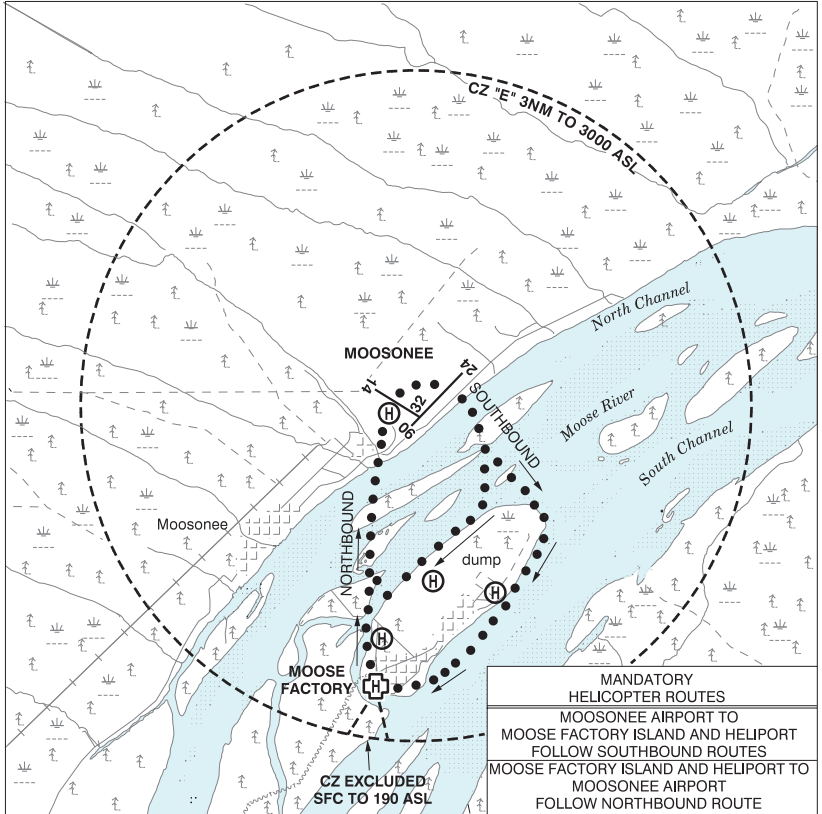 CZ "E" 3NM TO 3000 ASL
North Channel
MOOSONEE
24
14
32
06
H
SOUTHBOUND
Moose River
South Channel
Moosonee
NORTHBOUND
dump
H
H
H
MOOSE
FACTORY
H
CZ EXCLUDED
SFC TO 190 ASL
MANDATORY
HELICOPTER ROUTES
MOOSONEE AIRPORT TO
MOOSE FACTORY ISLAND AND HELIPORT
FOLLOW SOUTHBOUND ROUTES
MOOSE FACTORY ISLAND AND HELIPORT TO
MOOSONEE AIRPORT
FOLLOW NORTHBOUND ROUTE